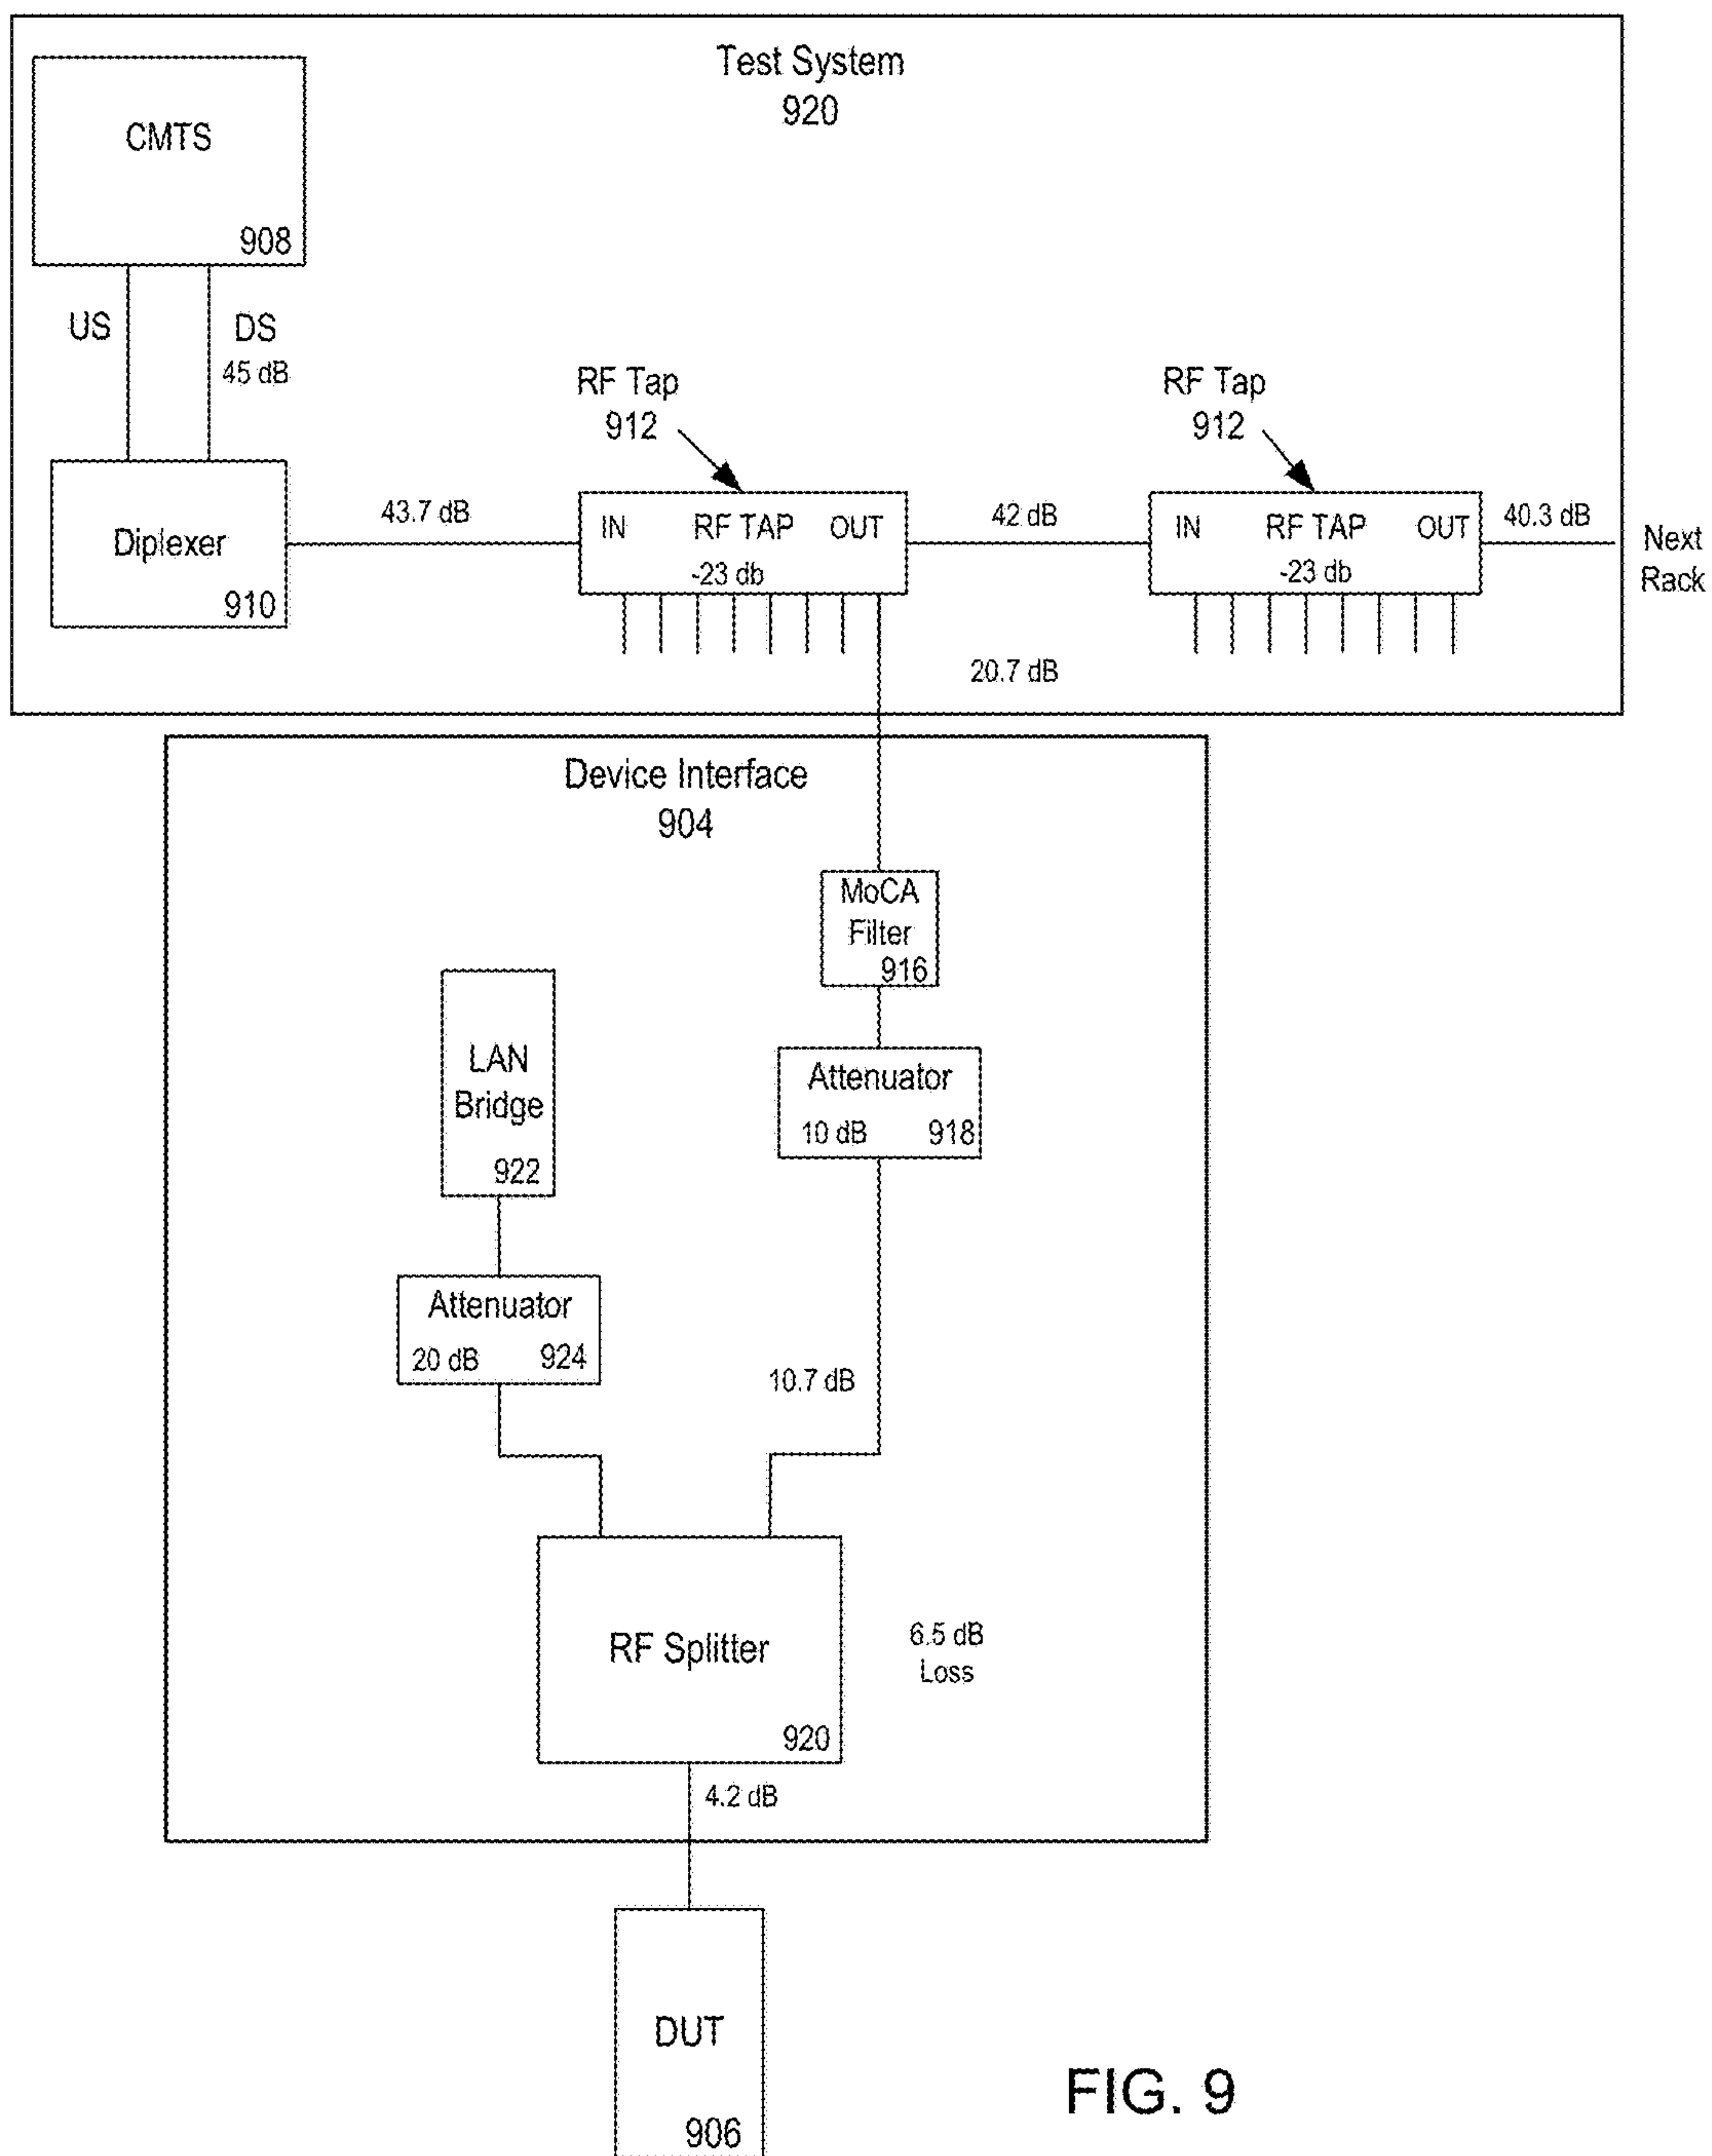 Test System
920
CMTS
908
US
DS
45 dB
RF Tap
912
RF Tap
912
Diplexer
910
43.7 dB
IN RF TAP OUT
-23 db
42 dB
IN RF TAP OUT
-23 db
40.3 dB
Next
Rack
20.7 dB
Device Interface
904
MoCA
Filter
916
LAN
Bridge
922
Attenuator
10 dB 918
Attenuator
20 dB 924
10.7 dB
RF Splitter
920
6.5 dB
Loss
4.2 dB
DUT
906
FIG. 9